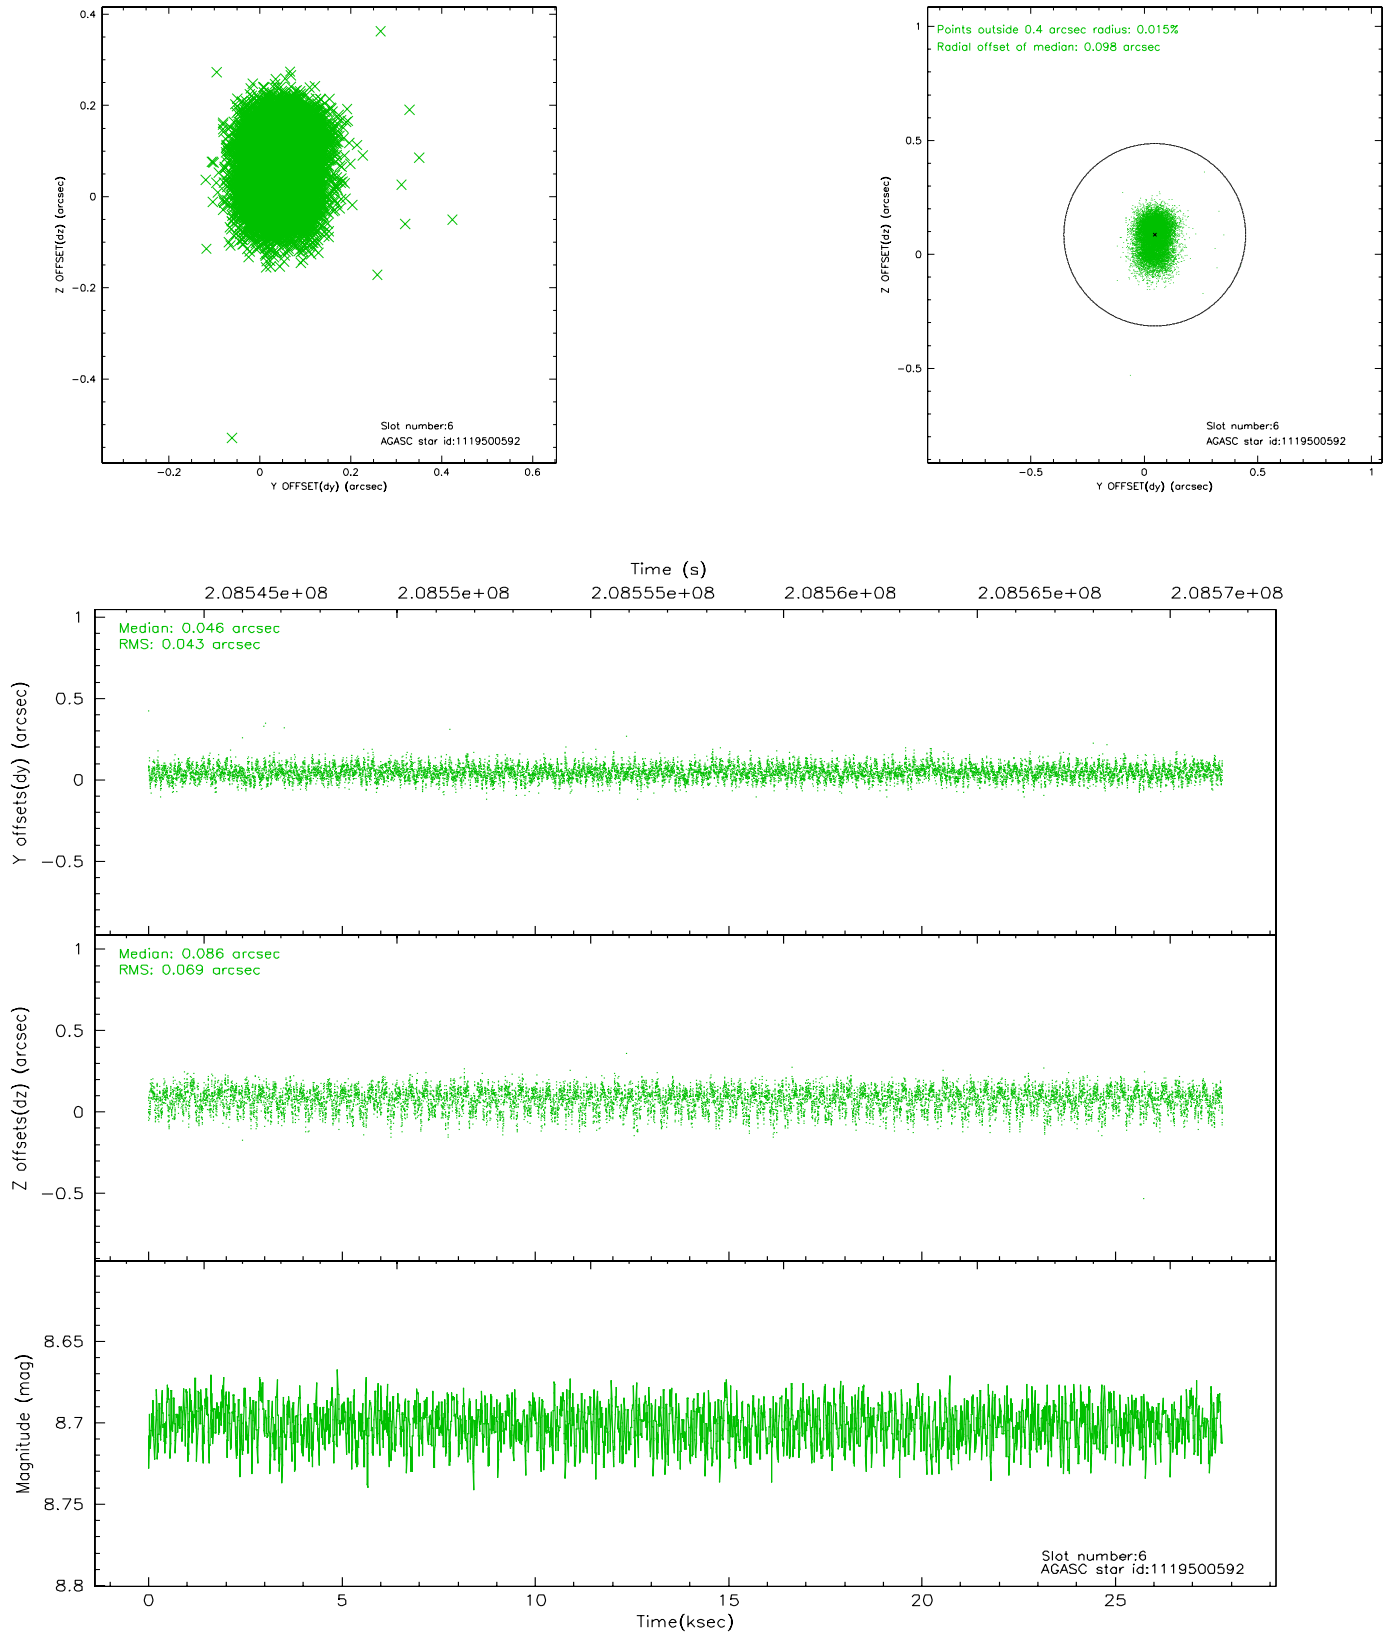 0.4
0.2
0
−0.2
−0.4
Z OFFSET(dz) (arcsec)
Slot number:6
AGASC star id:1119500592
−0.2
0
0.2
0.4
0.6
Y OFFSET(dy) (arcsec)
Points outside 0.4 arcsec radius: 0.015%
Radial offset of median: 0.098 arcsec
1
0.5
0
−0.5
Z OFFSET(dz) (arcsec)
Slot number:6
AGASC star id:1119500592
−0.5
0
0.5
1
Y OFFSET(dy) (arcsec)
Time (s)
2.08545e+08
2.0855e+08
2.08555e+08
2.0856e+08
2.08565e+08
2.0857e+08
Median: 0.046 arcsec
RMS: 0.043 arcsec
1
0.5
0
−0.5
Y offsets(dy) (arcsec)
Median: 0.086 arcsec
RMS: 0.069 arcsec
1
0.5
0
−0.5
Z offsets(dz) (arcsec)
8.65
8.7
8.75
8.8
Magnitude (mag)
Slot number:6
AGASC star id:1119500592
0
5
10
15
20
25
Time(ksec)